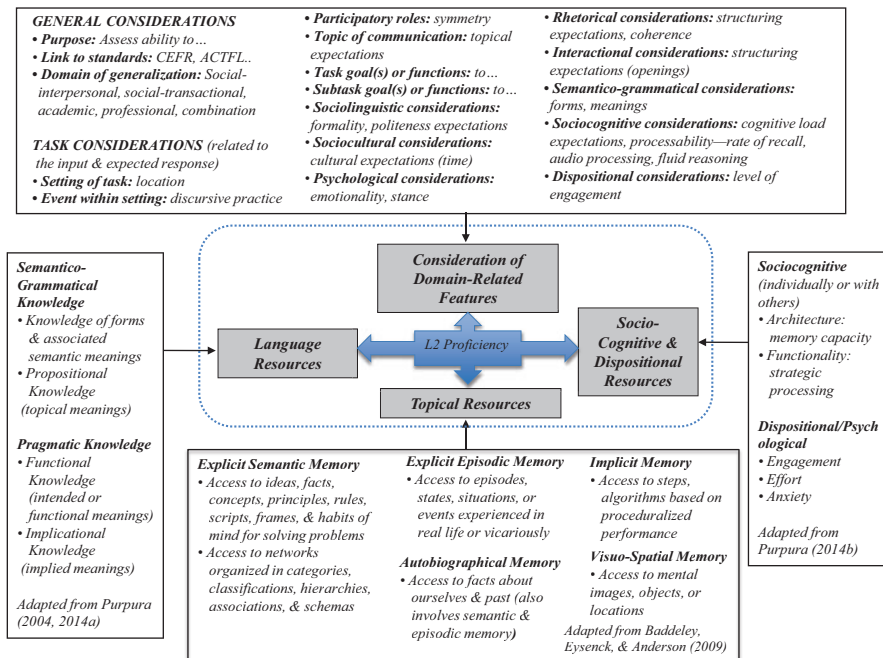 GENERAL CONSIDERATIONS
• Purpose: Assess ability to…
• Link to standards: CEFR, ACTFL..
• Domain of generalization: Social-
interpersonal, social-transactional,
academic, professional, combination
TASK CONSIDERATIONS (related to
the input & expected response)
• Setting of task: location
• Event within setting: discursive practice
• Participatory roles: symmetry
• Topic of communication: topical
expectations
• Task goal(s) or functions: to…
• Subtask goal(s) or functions: to…
• Sociolinguistic considerations:
formality, politeness expectations
• Sociocultural considerations:
cultural expectations (time)
• Psychological considerations:
emotionality, stance
• Rhetorical considerations: structuring
expectations, coherence
• Interactional considerations: structuring
expectations (openings)
• Semantico-grammatical considerations:
forms, meanings
• Sociocognitive considerations: cognitive load
expectations, processability—rate of recall,
audio processing, fluid reasoning
• Dispositional considerations: level of
engagement
Semantico-
Grammatical
Knowledge
• Knowledge of forms
& associated
semantic meanings
• Propositional
Knowledge
(topical meanings)
Pragmatic Knowledge
• Functional
Knowledge
(intended or
functional meanings)
• Implicational
Knowledge
(implied meanings)
Adapted from Purpura
(2004, 2014a)
Consideration of
Domain-Related
Features
Language
Resources
L2 Proficiency
Socio-
Cognitive &
Dispositional
Resources
Topical Resources
Sociocognitive
(individually or with
others)
• Architecture:
memory capacity
• Functionality:
strategic
processing
Dispositional/Psych
ological
• Engagement
• Effort
• Anxiety
Adapted from
Purpura (2014b)
Explicit Semantic Memory
• Access to ideas, facts,
concepts, principles, rules,
scripts, frames, & habits of
mind for solving problems
• Access to networks
organized in categories,
classifications, hierarchies,
associations, & schemas
Explicit Episodic Memory
• Access to episodes,
states, situations, or
events experienced in
real life or vicariously
Autobiographical Memory
• Access to facts about
ourselves & past (also
involves semantic &
episodic memory)
Implicit Memory
• Access to steps,
algorithms based on
proceduralized
performance
Visuo-Spatial Memory
• Access to mental
images, objects, or
locations
Adapted from Baddeley,
Eysenck, & Anderson (2009)